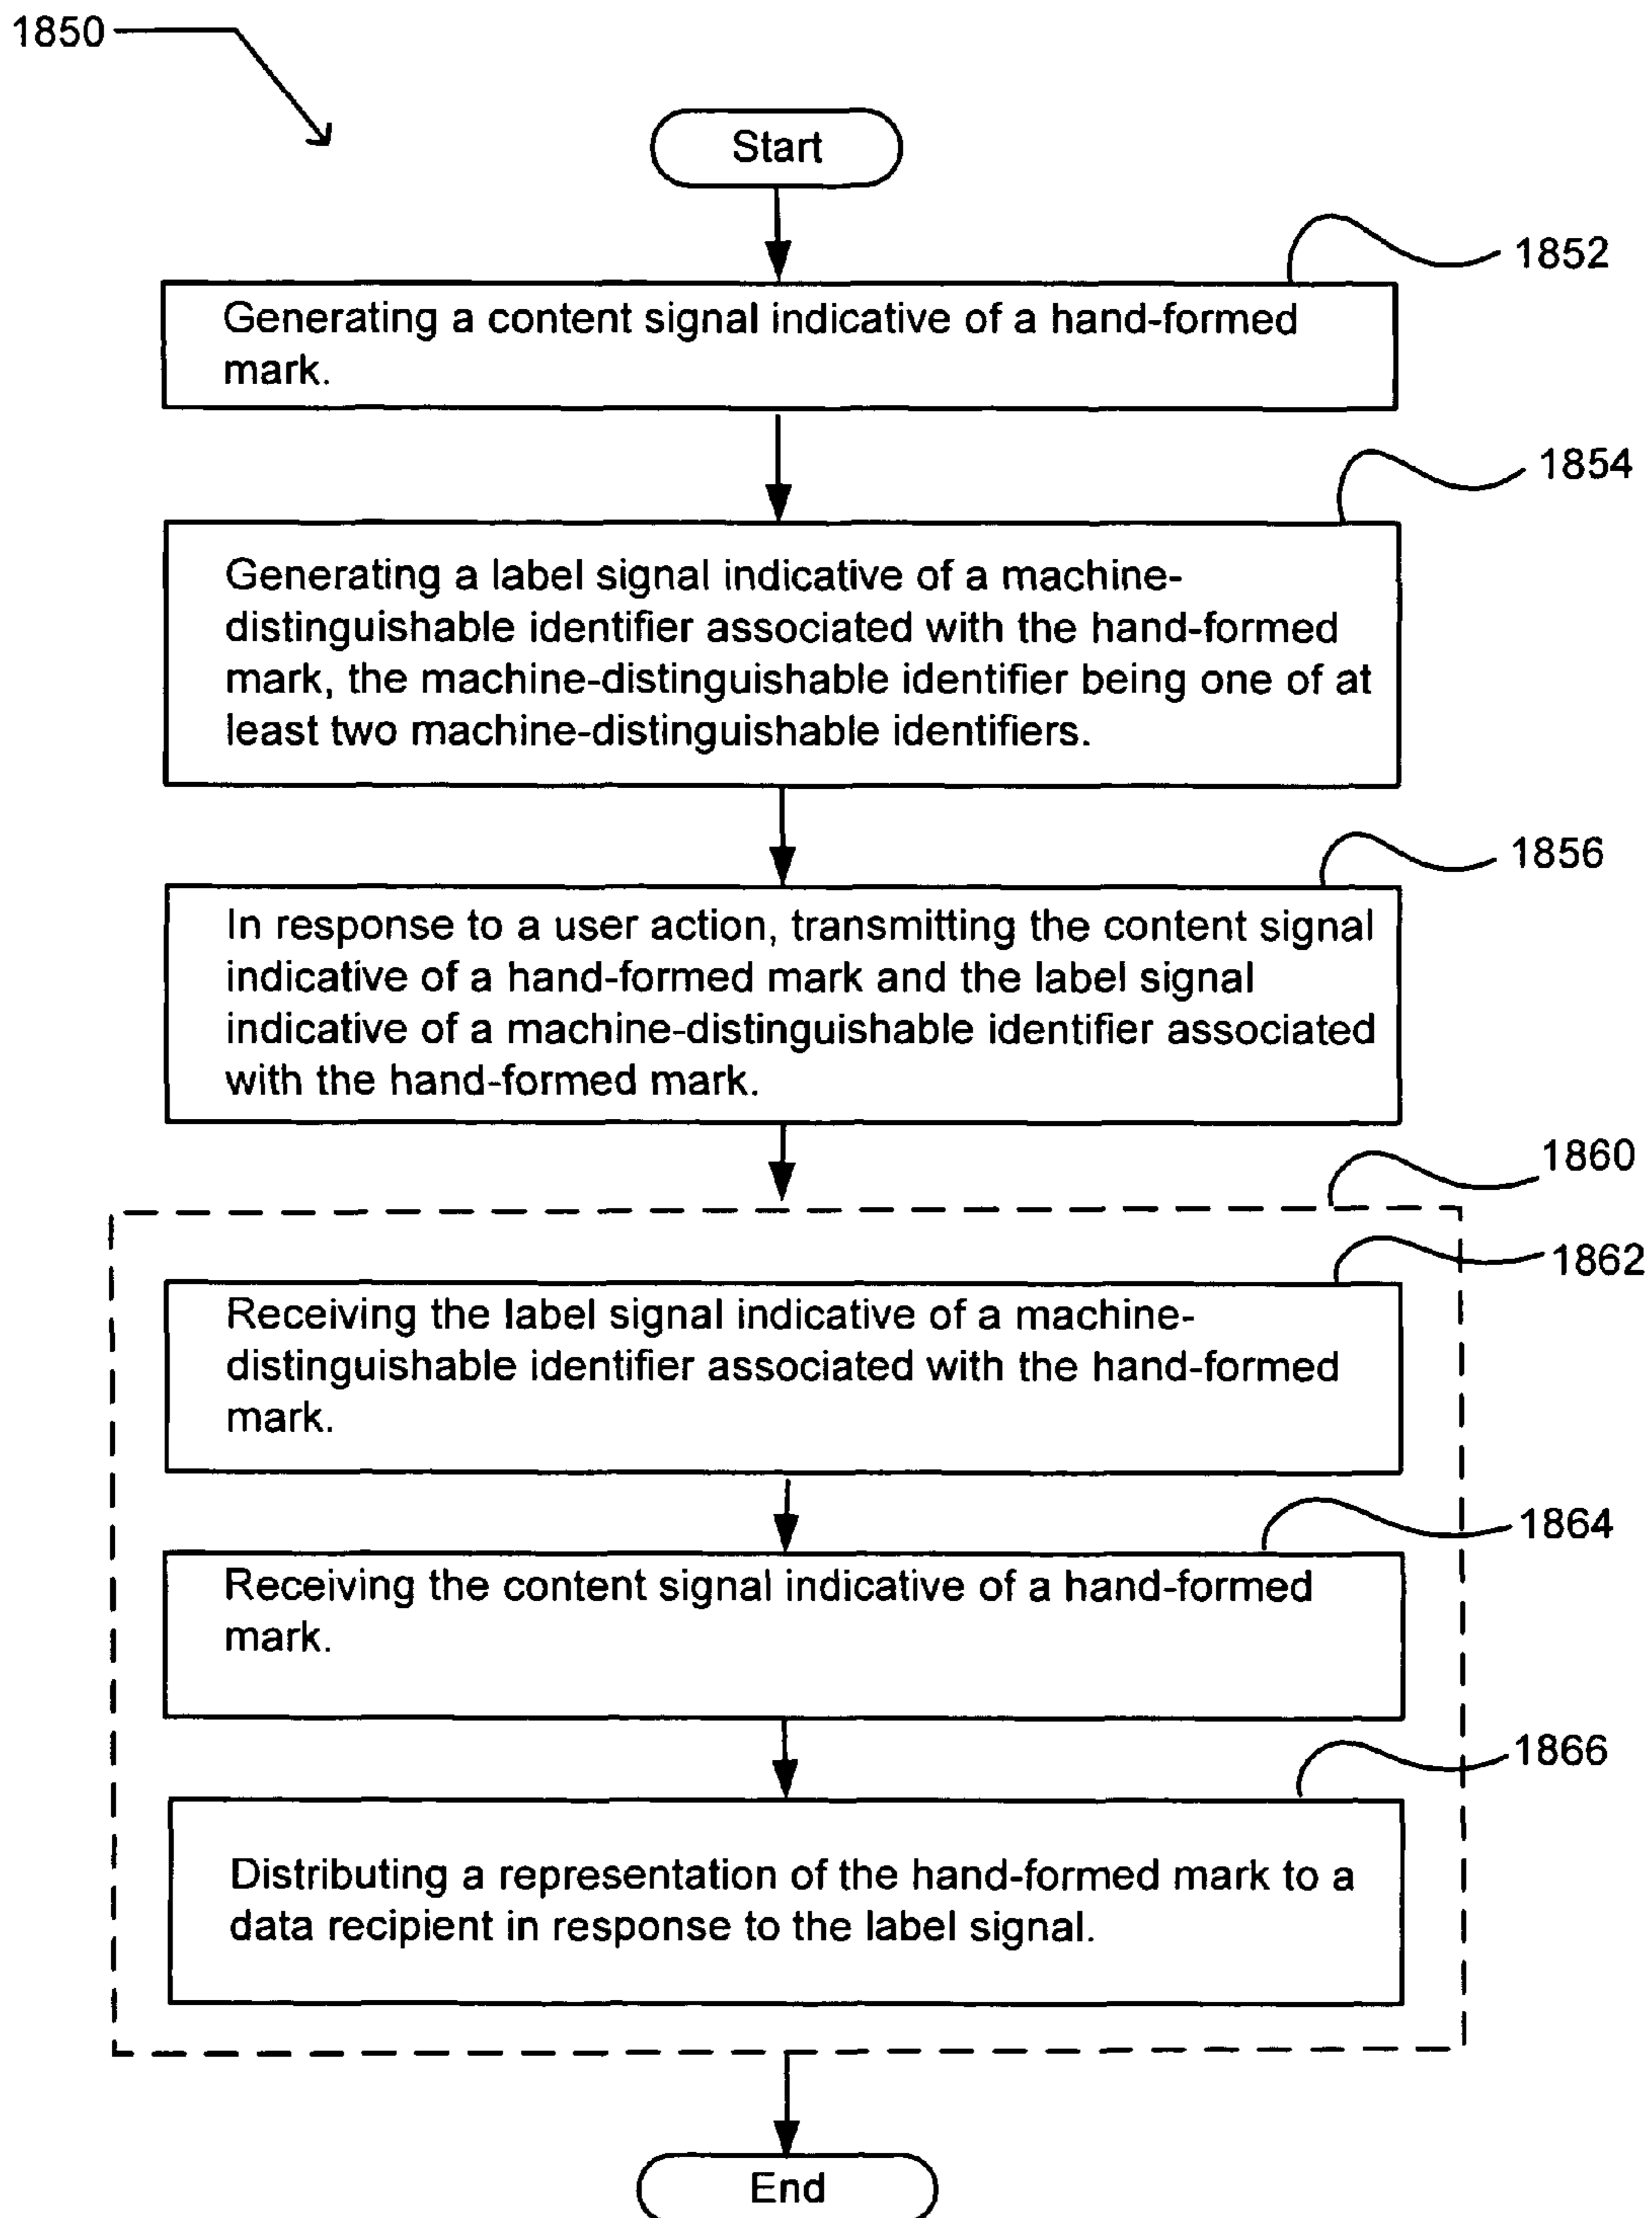 1850
Start
1852
Generating a content signal indicative of a hand-formed
mark.
1854
Generating a label signal indicative of a machine-
distinguishable identifier associated with the hand-formed
mark, the machine-distinguishable identifier being one of at
least two machine-distinguishable identifiers.
1856
In response to a user action, transmitting the content signal
indicative of a hand-formed mark and the label signal
indicative of a machine-distinguishable identifier associated
with the hand-formed mark.
1860
1862
Receiving the label signal indicative of a machine-
distinguishable identifier associated with the hand-formed
mark.
1864
Receiving the content signal indicative of a hand-formed
mark.
1866
Distributing a representation of the hand-formed mark to a
data recipient in response to the label signal.
End